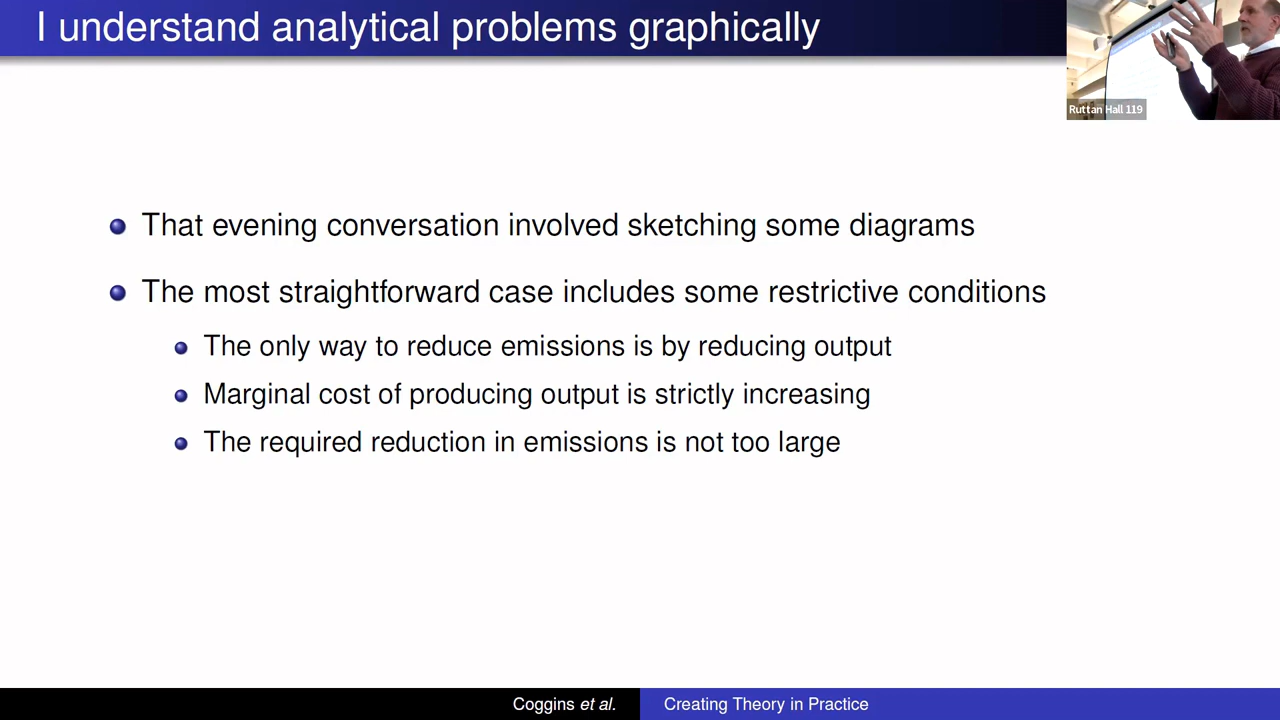 I understand analytical problems graphically
Ruttan Hall 119
That evening conversation involved sketching some diagrams
The most straightforward case includes some restrictive conditions
The only way to reduce emissions is by reducing output
Marginal cost of producing output is strictly increasing
The required reduction in emissions is not too large
Coggins et al.
Creating Theory in Practice